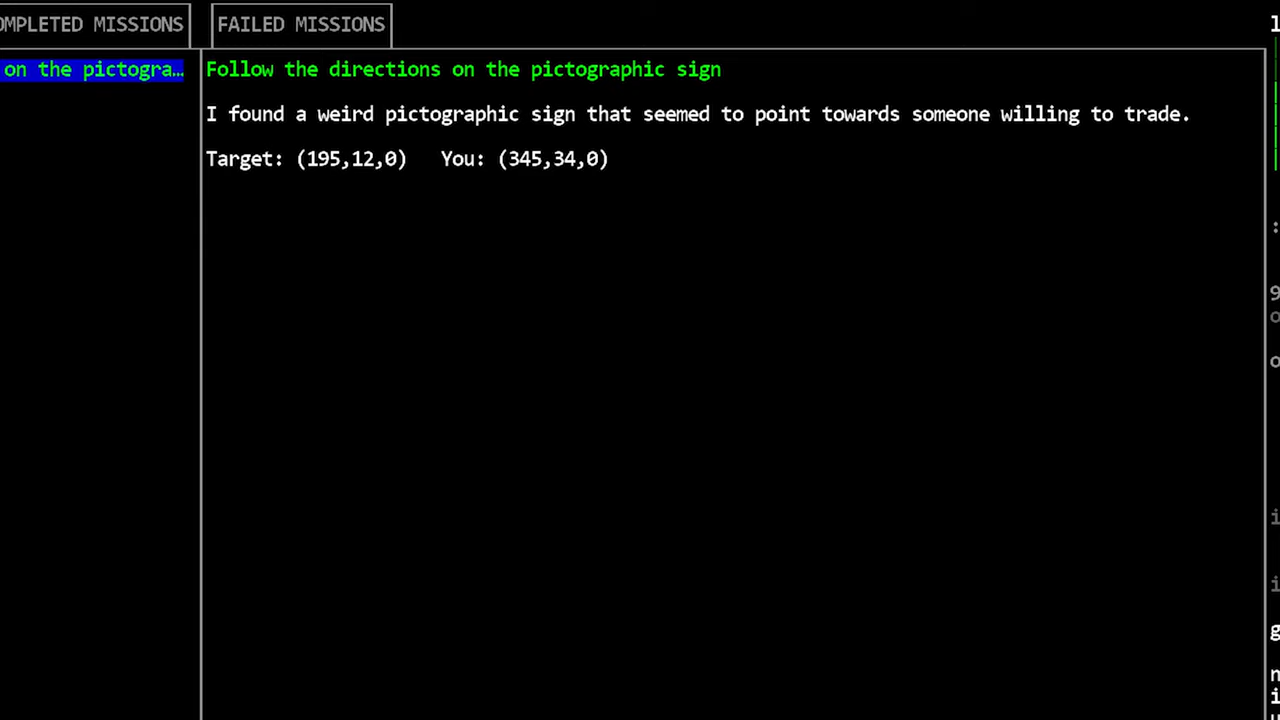 OMPLETED MISSIONS
FAILED MISSIONS
on the pictogra…
Follow the directions on the pictographic sign
I found a weird pictographic sign that seemed to point towards someone willing to trade.
Target: (195,12,0)   You: (345,34,0)